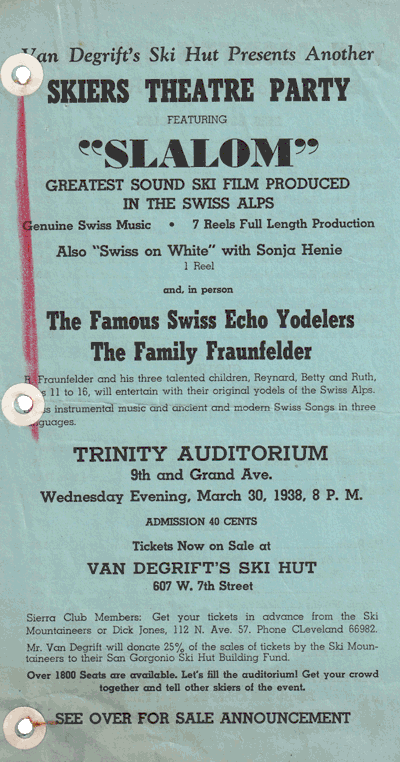 Van Degrift's Ski Hut Presents Another
SKIERS THEATRE PARTY
FEATURING
“SLALOM”
GREATEST SOUND SKI FILM PRODUCED
IN THE SWISS ALPS
Genuine Swiss Music • 7 Reels Full Length Production
Also "Swiss on White" with Sonja Henie
1 Reel
and, in person
The Famous Swiss Echo Yodelers
The Family Fraunfelder
Fraunfelder and his three talented children, Reynard, Betty and Ruth,
11 to 16, will entertain with their original yodels of the Swiss Alps.
instrumental music and ancient and modern Swiss Songs in three
TRINITY AUDITORIUM
9th and Grand Ave.
Wednesday Evening, March 30, 1938, 8 P. M.
ADMISSION 40 CENTS
Tickets Now on Sale at
VAN DEGRIFT'S SKI HUT
607 W. 7th Street
Sierra Club Members: Get your tickets in advance from the Ski
Mountaineers or Dick Jones, 112 N. Ave. 57. Phone CLeveland 66982.
Mr. Van Degrift will donate 25% of the sales of tickets by the Ski Moun-
taineers to their San Gorgonio Ski Hut Building Fund.
Over 1800 Seats are available. Let's fill the auditorium! Get your crowd
together and tell other skiers of the event.
SEE OVER FOR SALE ANNOUNCEMENT